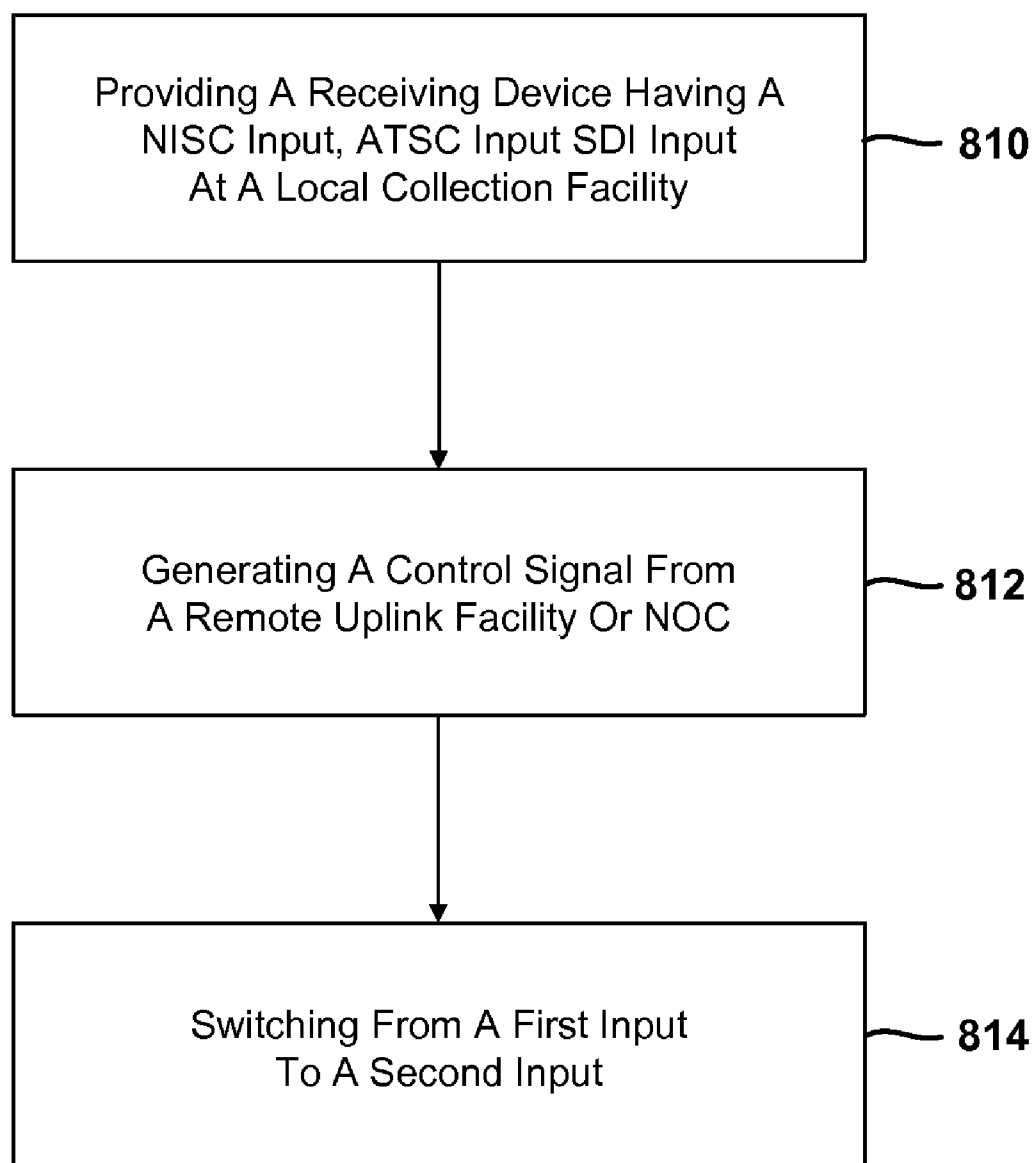 Providing A Receiving Device Having A
NISC Input, ATSC Input SDI Input
At A Local Collection Facility
810
Generating A Control Signal From
A Remote Uplink Facility Or NOC
812
Switching From A First Input
To A Second Input
814